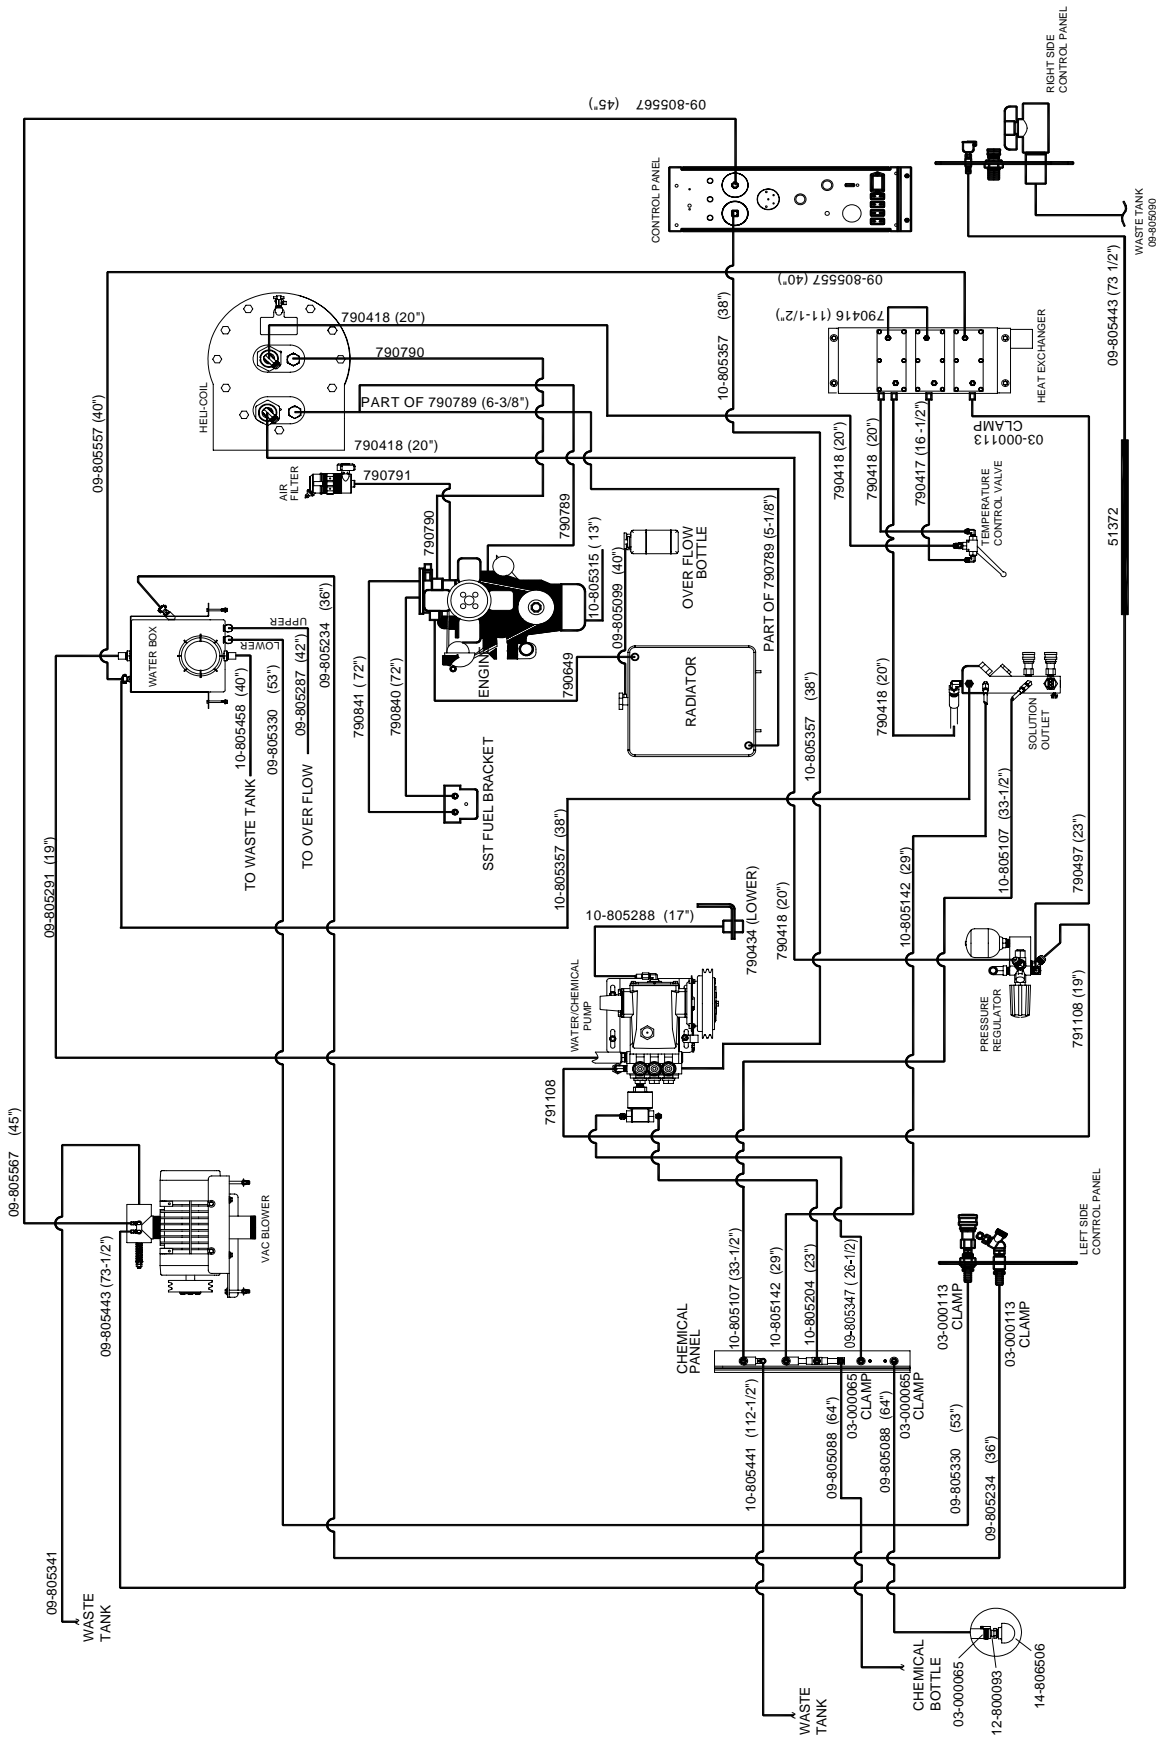 09-805567 (45")
CONTROL PANEL
RIGHT SIDE
CONTROL PANEL
WASTE TANK
09-805090
09-805443 (73 1/2")
51372
09-805557 (40")
790416 (11-1/2")
HEAT EXCHANGER
03-000113
CLAMP
10-805357 (38")
790418 (20")
790790
PART OF 790789 (6-3/8")
790418 (20")
HELI-COIL
AIR
FILTER
790791
790790
790789
09-805557 (40")
790418 (20")
790418 (20")
790417 (16 -1/2")
TEMPERATURE
CONTROL VALVE
WATER BOX
UPPER
LOWER
09-805234 (36")
09-805287 (42")
09-805330 (53")
10-805458 (40")
TO WASTE TANK
TO OVER FLOW
790841 ( 72")
790840 (72")
ENGINE
10-805315 ( 13")
09-805099 (40")
OVER FLOW
BOTTLE
PART OF 790789 (5-1/8")
790649
RADIATOR
SST FUEL BRACKET
10-805357 (38")
790418 (20")
SOLUTION
OUTLET
09-805291 (19")
10-805357 (38")
10-805288 (17")
790434 (LOWER)
790418 (20")
10-805142 (29")
10-805107 (33-1/2")
790497 (23")
WATER/CHEMICAL
PUMP
PRESSURE
REGULATOR
791108 (19")
791108
09-805567 (45")
09-805443 (73-1/2")
VAC BLOWER
LEFT SIDE
CONTROL PANEL
CHEMICAL
PANEL
10-805107 (33-1/2")
10-805142 (29")
10-805204 (23")
09-805347 ( 26-1/2)
03-000113
CLAMP
03-000113
CLAMP
10-805441 (112-1/2")
09-805088 (64")
03-000065
CLAMP
09-805088 (64")
03-000065
CLAMP
09-805330 (53")
09-805234 (36")
09-805341
WASTE
TANK
WASTE
TANK
CHEMICAL
BOTTLE
03-000065
12-800093
14-806506